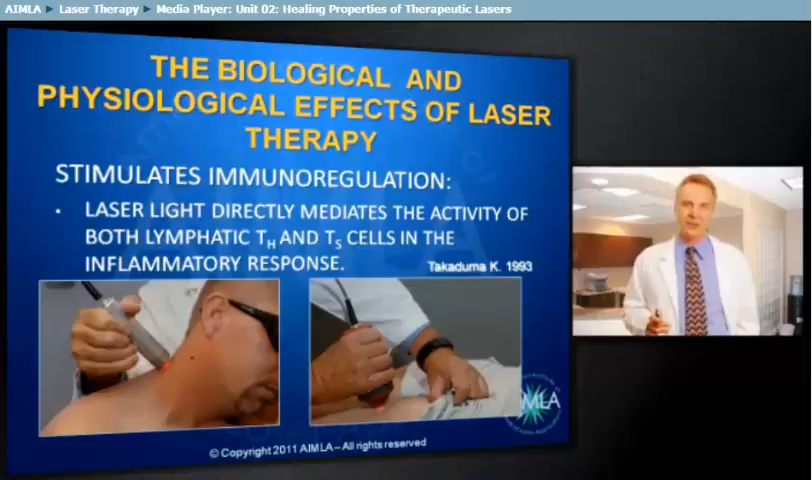 AIMLA ► Laser Therapy ► Media Player: Unit 02: Healing Properties of Therapeutic Lasers
THE BIOLOGICAL AND
PHYSIOLOGICAL EFFECTS OF LASER
THERAPY
STIMULATES IMMUNOREGULATION:
• LASER LIGHT DIRECTLY MEDIATES THE ACTIVITY OF
BOTH LYMPHATIC TH AND TS CELLS IN THE
INFLAMMATORY RESPONSE.
Takaduma K. 1993
AIMLA
© Copyright 2011 AIMLA – All rights reserved